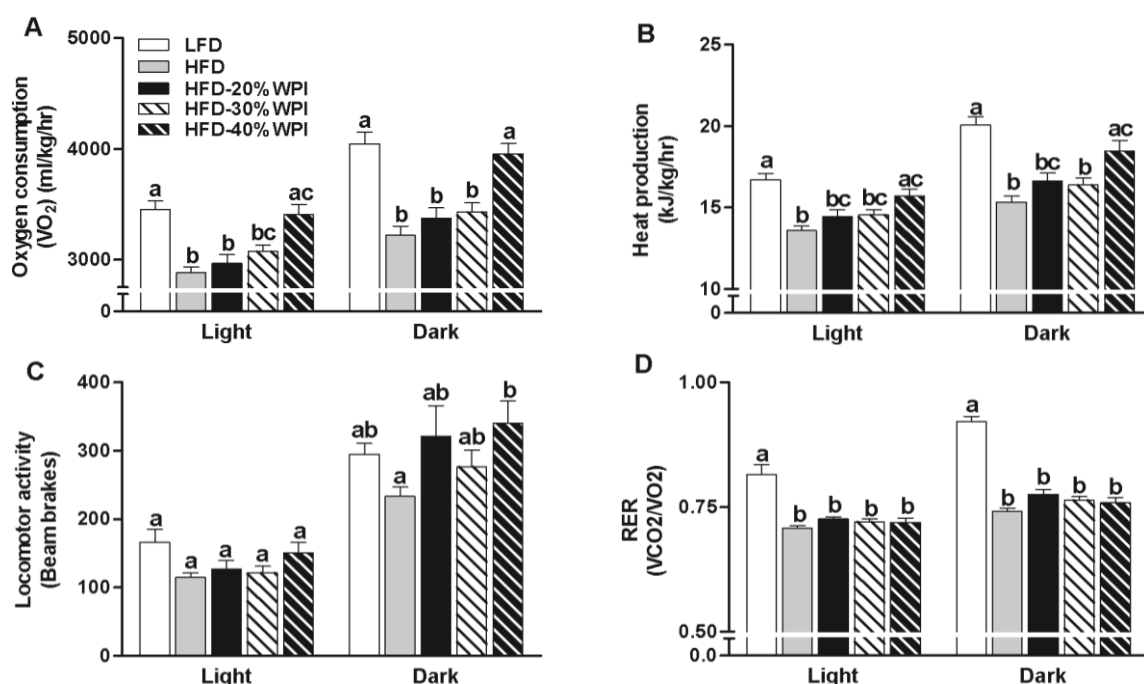 A
Oxygen consumption
(VO₂) (ml/kg/hr)
5000
4000
3000
0
LFD
HFD
HFD-20% WPI
HFD-30% WPI
HFD-40% WPI
a
b
b
bc
ac
a
b
b
b
a
Light
Dark
B
Heat production
(kJ/kg/hr)
25
20
15
10
0
a
b
bc
bc
ac
a
b
bc
b
ac
Light
Dark
C
Locomotor activity
(Beam brakes)
400
300
200
100
0
a
a
a
a
a
ab
a
ab
ab
b
Light
Dark
D
RER
(VCO2/VO2)
1.00
0.75
0.50
0.0
a
b
b
b
b
a
b
b
b
b
Light
Dark